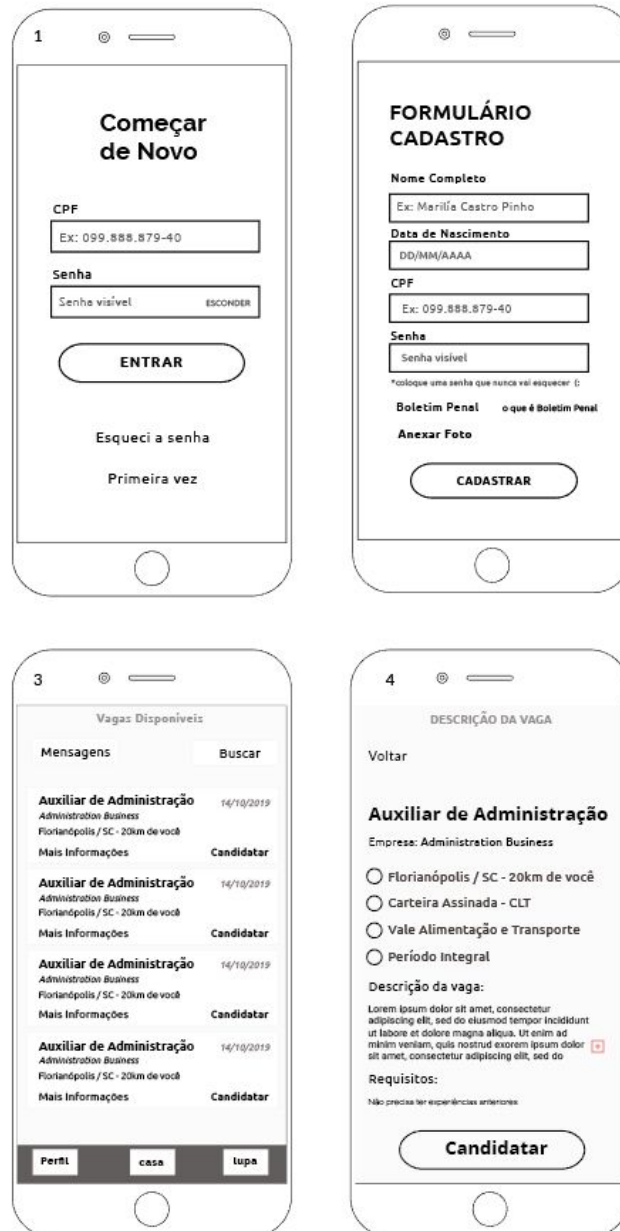 1
Começar
de Novo
CPF
Ex: 099.888.879-40
Senha
Senha visível ESCONDER
ENTRAR
Esqueci a senha
Primeira vez
FORMULÁRIO
CADASTRO
Nome Completo
Ex: Marilía Castro Pinho
Data de Nascimento
DD/MM/AAAA
CPF
Ex: 099.888.879-40
Senha
Senha visível
*coloque uma senha que nunca vai esquecer (:
Boletim Penal o que é Boletim Penal
Anexar Foto
CADASTRAR
3
Vagas Disponíveis
Mensagens Buscar
Auxiliar de Administração 14/10/2019
Administration Business
Florianópolis / SC - 20km de você
Mais Informações Candidatar
Auxiliar de Administração 14/10/2019
Administration Business
Florianópolis / SC - 20km de você
Mais Informações Candidatar
Auxiliar de Administração 14/10/2019
Administration Business
Florianópolis / SC - 20km de você
Mais Informações Candidatar
Auxiliar de Administração 14/10/2019
Administration Business
Florianópolis / SC - 20km de você
Mais Informações Candidatar
Perfil casa lupa
4
DESCRIÇÃO DA VAGA
Voltar
Auxiliar de Administração
Empresa: Administration Business
Florianópolis / SC - 20km de você
Carteira Assinada - CLT
Vale Alimentação e Transporte
Período Integral
Descrição da vaga:
Lorem ipsum dolor sit amet, consectetur
adipiscing elit, sed do eiusmod tempor incididunt
ut labore et dolore magna aliqua. Ut enim ad
minim veniam, quis nostrud exorem ipsum dolor
sit amet, consectetur adipiscing elit, sed do
Requisitos:
Não precisa ter experiências anteriores
Candidatar